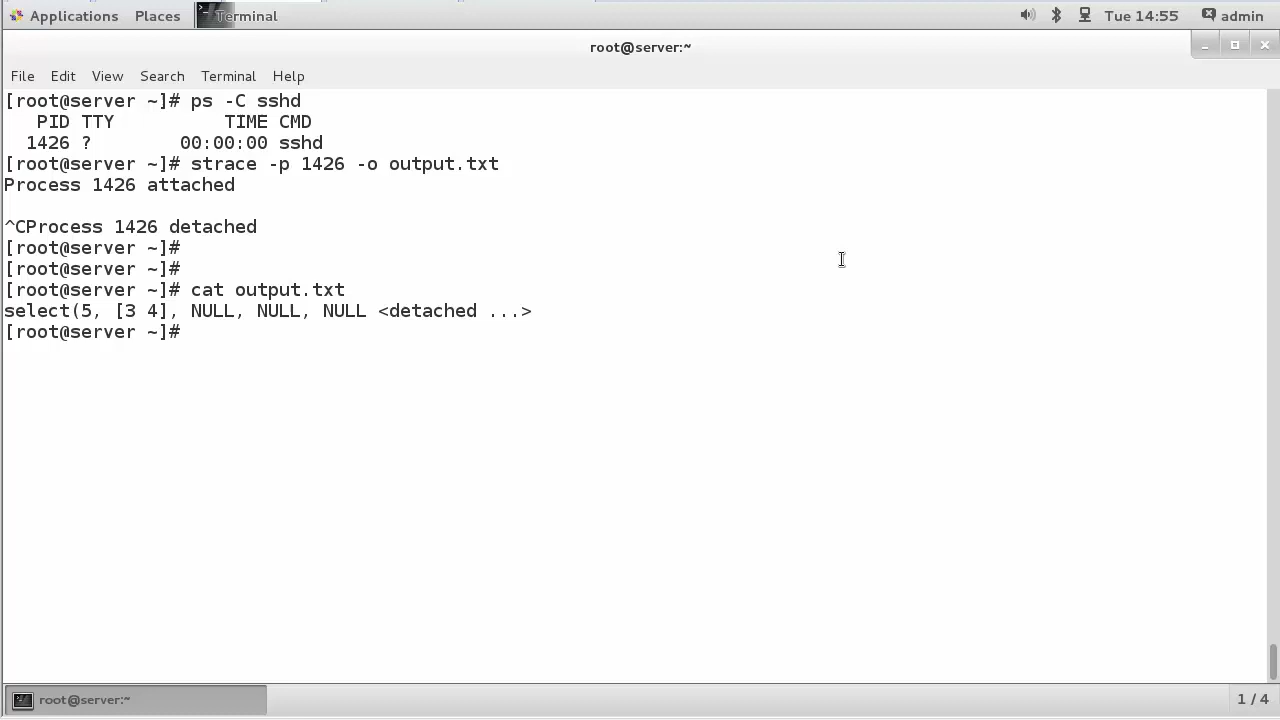 Applications Places Terminal Tue 14:55 admin
root@server:~
File Edit View Search Terminal Help
[root@server ~]# ps -C sshd
   PID TTY          TIME CMD
  1426 ?        00:00:00 sshd
[root@server ~]# strace -p 1426 -o output.txt
Process 1426 attached
^CProcess 1426 detached
[root@server ~]#
[root@server ~]#
[root@server ~]# cat output.txt
select(5, [3 4], NULL, NULL, NULL <detached ...>
[root@server ~]#
root@server:~ 1 / 4